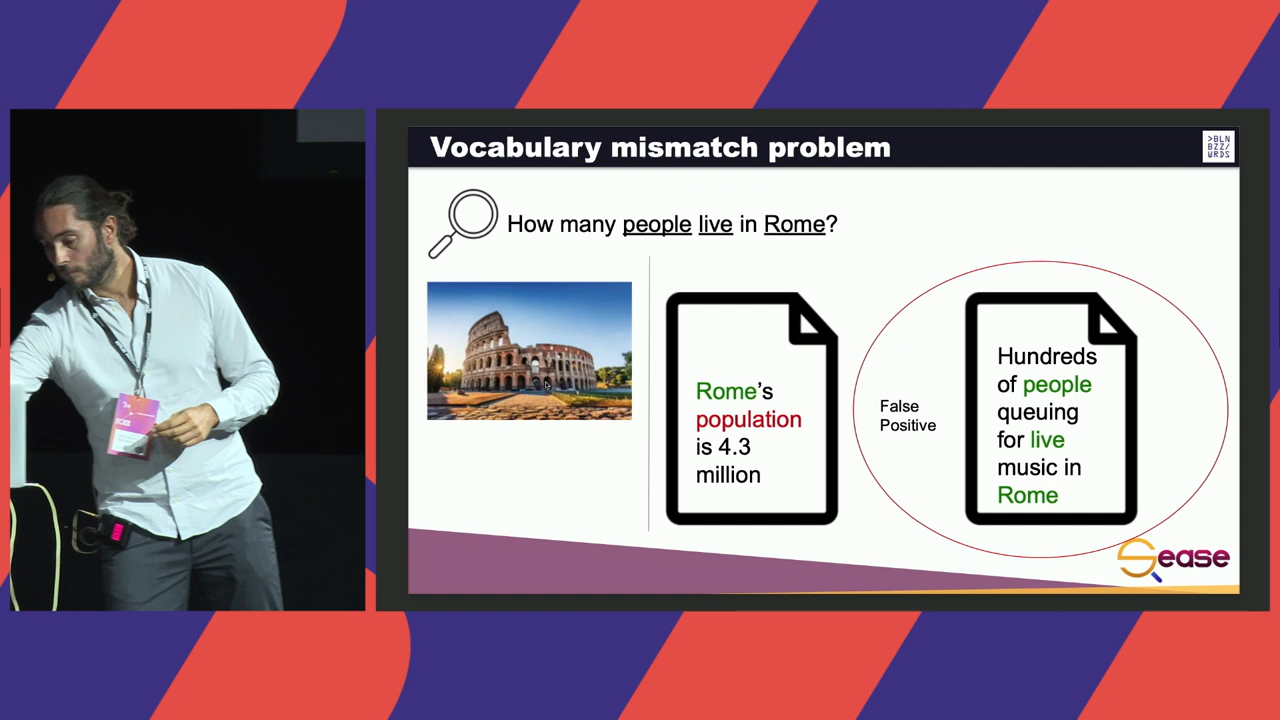 Vocabulary mismatch problem
>BLN
BZZ/
WRDS
How many people live in Rome?
Rome's
population
is 4.3
million
False
Positive
Hundreds
of people
queuing
for live
music in
Rome
Sease